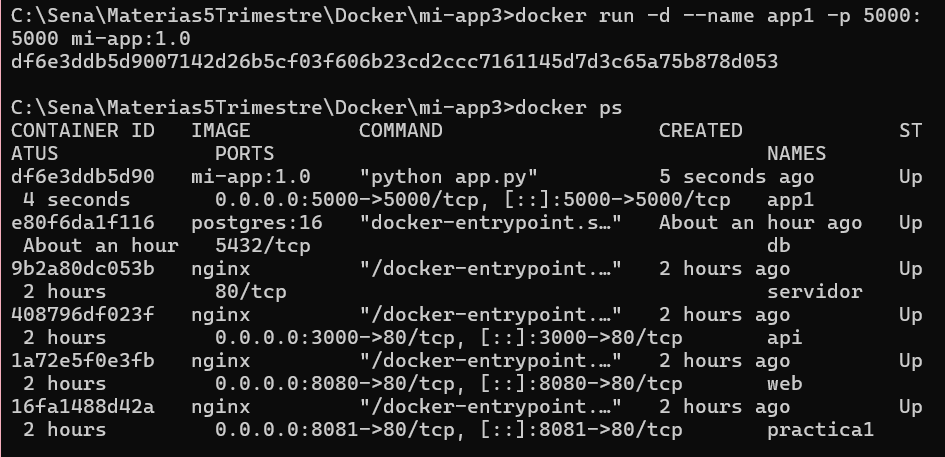 C:\Sena\Materias5Trimestre\Docker\mi-app3>docker run -d --name app1 -p 5000:
5000 mi-app:1.0
df6e3ddb5d9007142d26b5cf03f606b23cd2ccc7161145d7d3c65a75b878d053
C:\Sena\Materias5Trimestre\Docker\mi-app3>docker ps
CONTAINER ID   IMAGE         COMMAND                  CREATED             ST
ATUS             PORTS                                         NAMES
df6e3ddb5d90   mi-app:1.0    "python app.py"          5 seconds ago       Up
 4 seconds       0.0.0.0:5000->5000/tcp, [::]:5000->5000/tcp   app1
e80f6da1f116   postgres:16   "docker-entrypoint.s…"   About an hour ago   Up
 About an hour   5432/tcp                                      db
9b2a80dc053b   nginx         "/docker-entrypoint.…"   2 hours ago         Up
 2 hours         80/tcp                                        servidor
408796df023f   nginx         "/docker-entrypoint.…"   2 hours ago         Up
 2 hours         0.0.0.0:3000->80/tcp, [::]:3000->80/tcp       api
1a72e5f0e3fb   nginx         "/docker-entrypoint.…"   2 hours ago         Up
 2 hours         0.0.0.0:8080->80/tcp, [::]:8080->80/tcp       web
16fa1488d42a   nginx         "/docker-entrypoint.…"   2 hours ago         Up
 2 hours         0.0.0.0:8081->80/tcp, [::]:8081->80/tcp       practica1